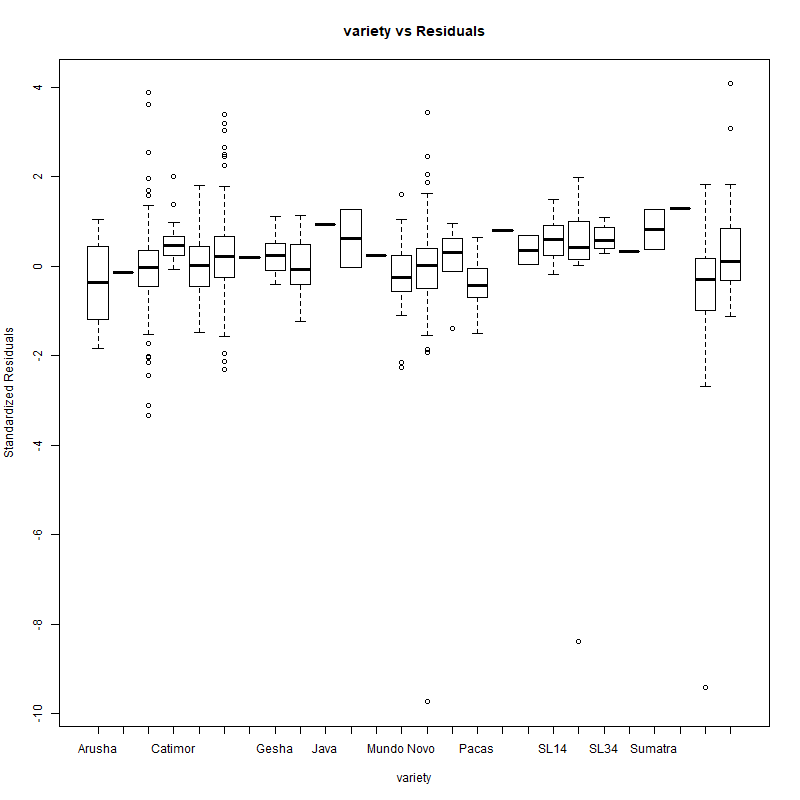 variety vs Residuals
Standardized Residuals
4
2
0
-2
-4
-6
-8
-10
Arusha Catimor Gesha Java Mundo Novo Pacas SL14 SL34 Sumatra
variety